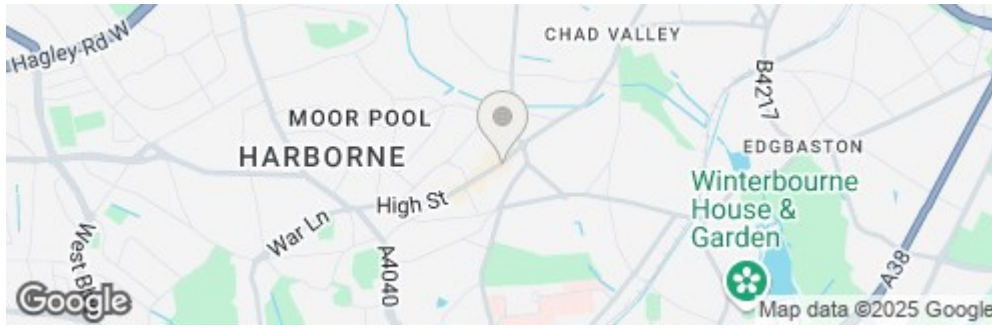 Hagley Rd W
CHAD VALLEY
B4217
MOOR POOL
HARBORNE
EDGBASTON
High St
War Ln
Winterbourne
House &
Garden
West Bl
A4040
A38
Google
Map data ©2025 Google